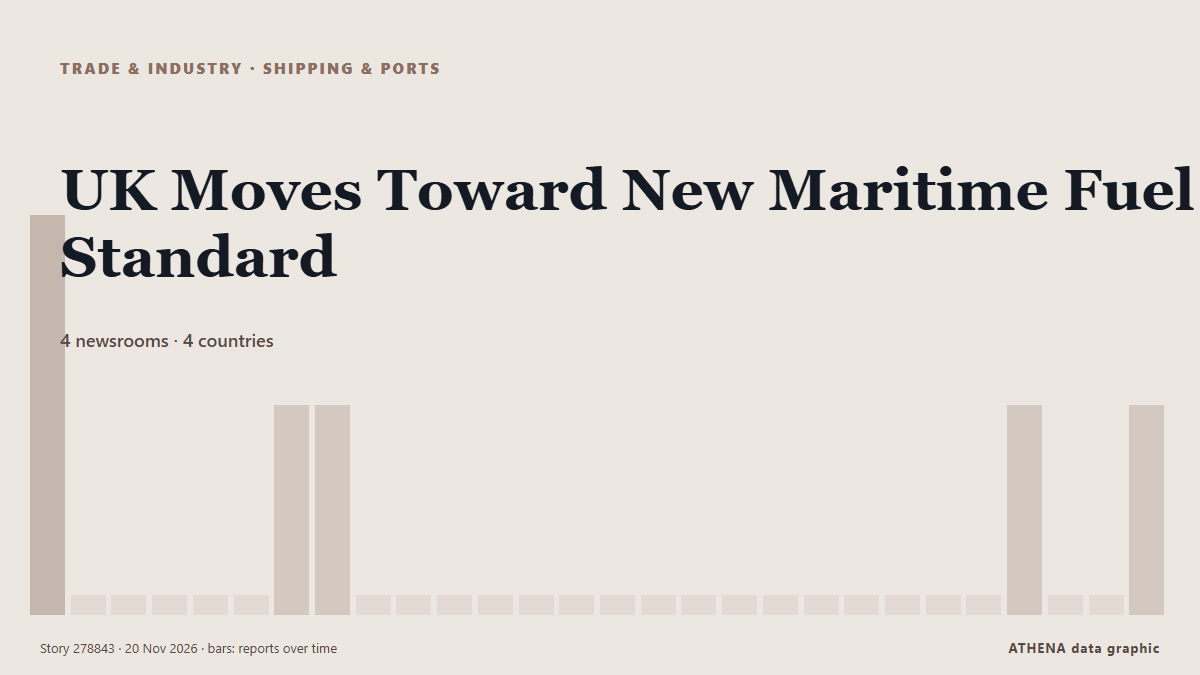 TRADE & INDUSTRY · SHIPPING & PORTS
UK Moves Toward New Maritime Fuel
Standard
4 newsrooms · 4 countries
Story 278843 · 20 Nov 2026 · bars: reports over time
ATHENA data graphic